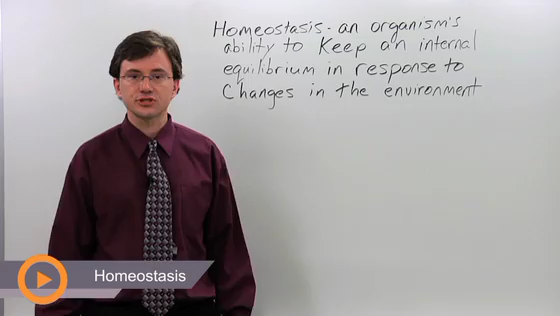 Homeostasis - an organism's
ability to Keep an internal
equilibrium in response to
Changes in the environment
Homeostasis